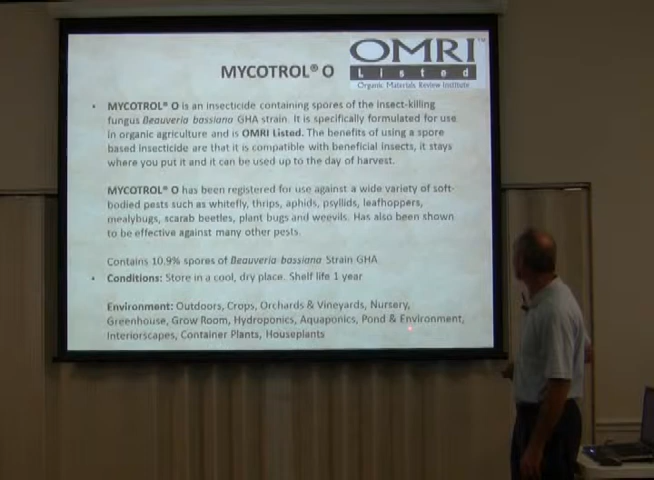 MYCOTROL® O
OMRI™
Listed
Organic Materials Review Institute
• MYCOTROL® O is an insecticide containing spores of the insect-killing
fungus Beauveria bassiana GHA strain. It is specifically formulated for use
in organic agriculture and is OMRI Listed. The benefits of using a spore
based insecticide are that it is compatible with beneficial insects, it stays
where you put it and it can be used up to the day of harvest.
MYCOTROL® O has been registered for use against a wide variety of soft-
bodied pests such as whitefly, thrips, aphids, psyllids, leafhoppers,
mealybugs, scarab beetles, plant bugs and weevils. Has also been shown
to be effective against many other pests.
Contains 10.9% spores of Beauveria bassiana Strain GHA
• Conditions: Store in a cool, dry place. Shelf life 1 year
Environment: Outdoors, Crops, Orchards & Vineyards, Nursery,
Greenhouse, Grow Room, Hydroponics, Aquaponics, Pond & Environment,
Interiorscapes, Container Plants, Houseplants